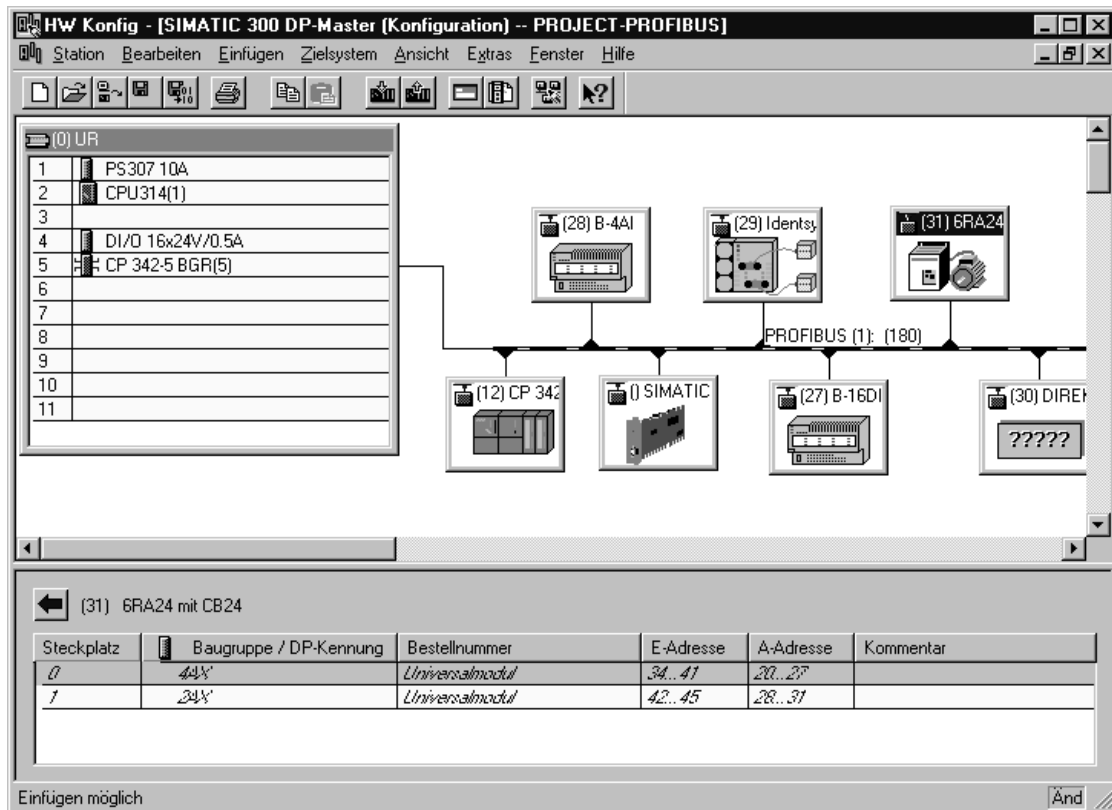 HW Konfig - [SIMATIC 300 DP-Master (Konfiguration) -- PROJECT-PROFIBUS]
Station Bearbeiten Einfügen Zielsystem Ansicht Extras Fenster Hilfe
(0) UR
1 PS307 10A
2 CPU314(1)
3
4 DI/O 16x24V/0.5A
5 CP 342-5 BGR(5)
6
7
8
9
10
11
(28) B-4AI
(29) Identsy
(31) 6RA24
PROFIBUS (1): (180)
(12) CP 342
() SIMATIC
(27) B-16DI
(30) DIREK
?????
(31) 6RA24 mit CB24
Steckplatz Baugruppe / DP-Kennung Bestellnummer E-Adresse A-Adresse Kommentar
0 4AX Universalmodul 34...41 20...27
1 2AX Universalmodul 42...45 28...31
Einfügen möglich Änd